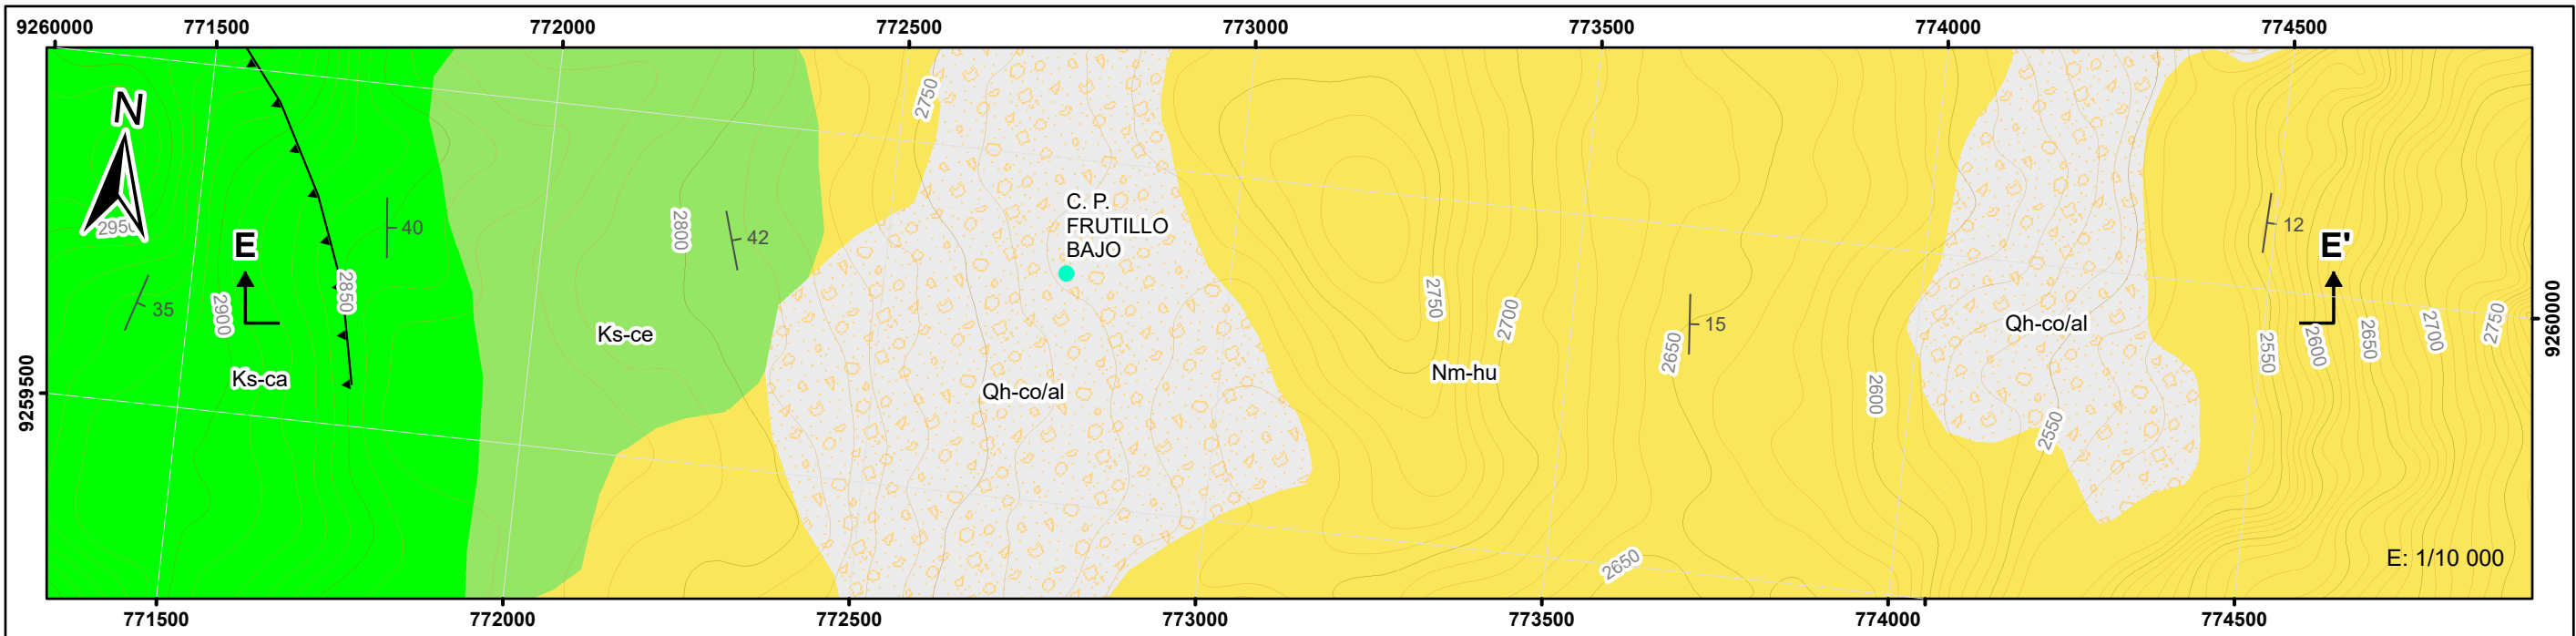 9260000 771500 772000 772500 773000 773500 774000 774500
N
2750
C. P.
FRUTILLO
BAJO
2950
E
40
2800
42
12
E'
35
2900
2850
2750
2700
15
2650
Ks-ce
Qh-co/al
2550
2600
2650
2700
2750
9260000
Ks-ca
Qh-co/al
Nm-hu
2600
9259500
2550
2650
E: 1/10 000
771500 772000 772500 773000 773500 774000 774500